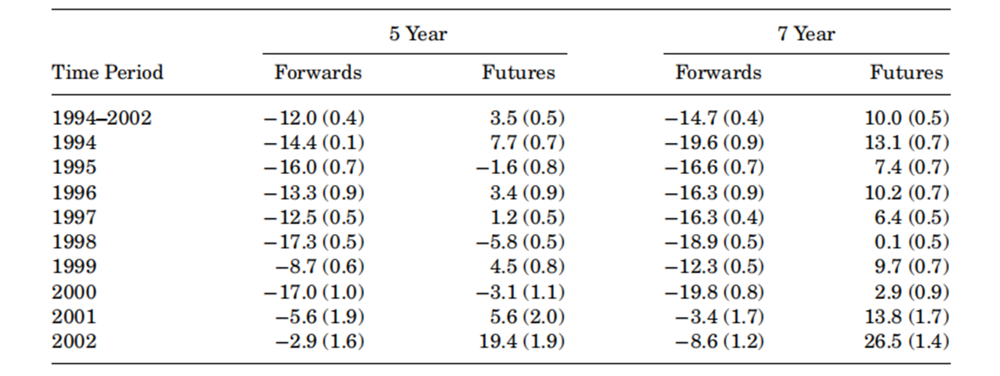 5 Year 7 Year
Time Period Forwards Futures Forwards Futures
1994–2002 −12.0 (0.4) 3.5 (0.5) −14.7 (0.4) 10.0 (0.5)
1994 −14.4 (0.1) 7.7 (0.7) −19.6 (0.9) 13.1 (0.7)
1995 −16.0 (0.7) −1.6 (0.8) −16.6 (0.7) 7.4 (0.7)
1996 −13.3 (0.9) 3.4 (0.9) −16.3 (0.9) 10.2 (0.7)
1997 −12.5 (0.5) 1.2 (0.5) −16.3 (0.4) 6.4 (0.5)
1998 −17.3 (0.5) −5.8 (0.5) −18.9 (0.5) 0.1 (0.5)
1999 −8.7 (0.6) 4.5 (0.8) −12.3 (0.5) 9.7 (0.7)
2000 −17.0 (1.0) −3.1 (1.1) −19.8 (0.8) 2.9 (0.9)
2001 −5.6 (1.9) 5.6 (2.0) −3.4 (1.7) 13.8 (1.7)
2002 −2.9 (1.6) 19.4 (1.9) −8.6 (1.2) 26.5 (1.4)